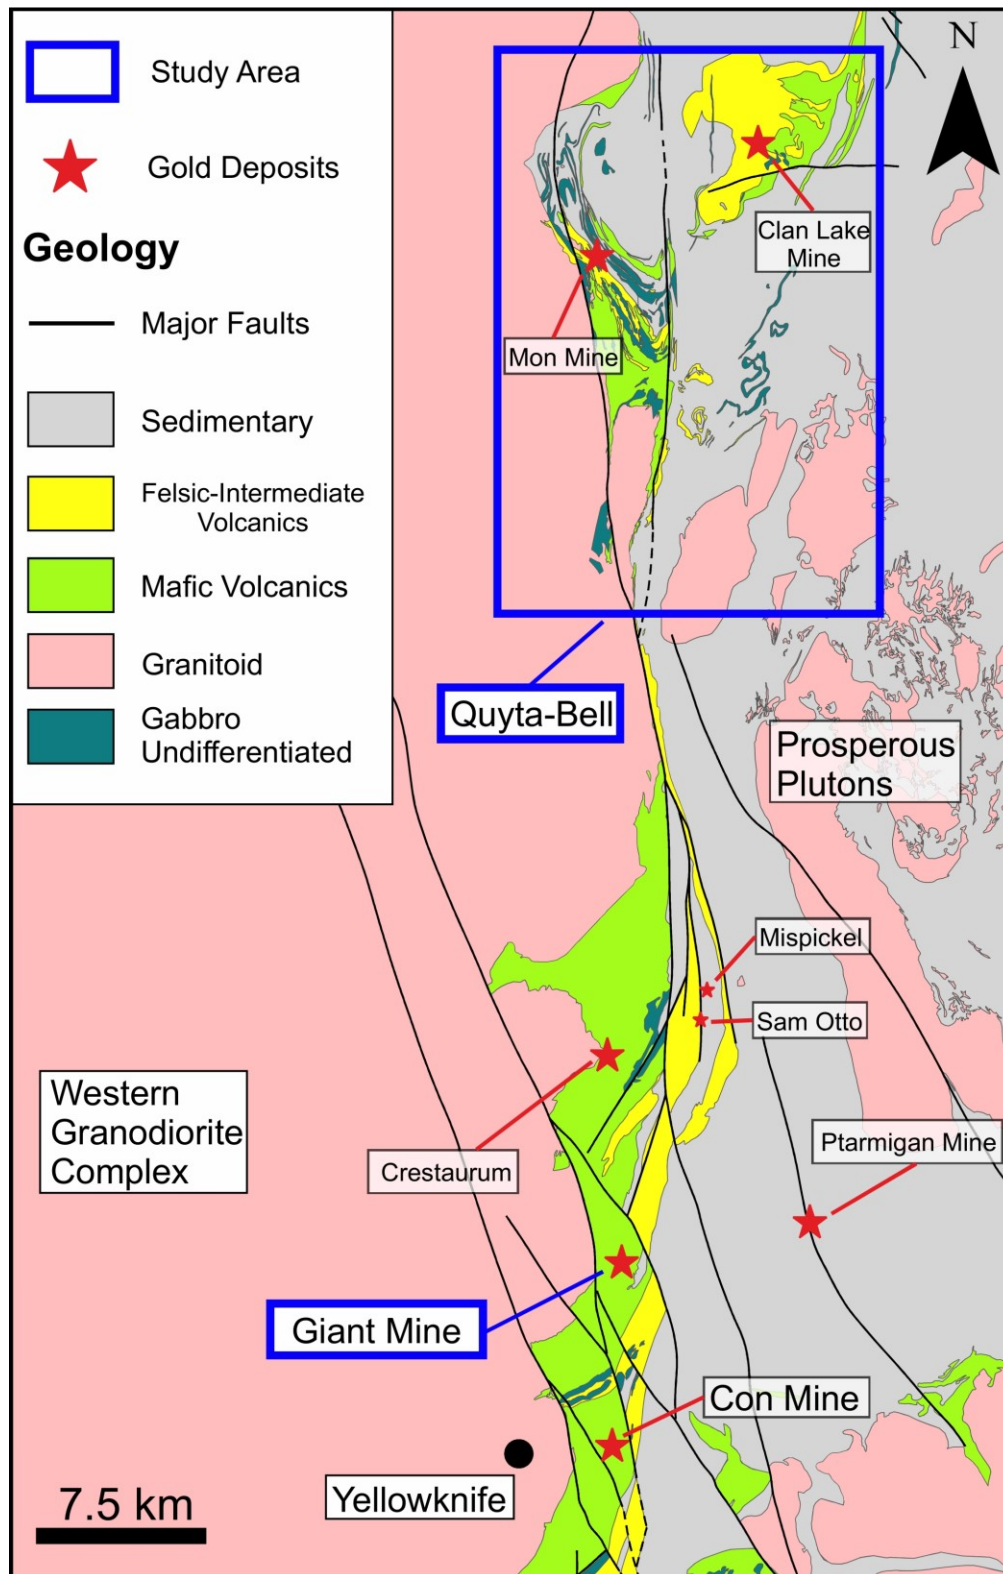 Study Area
Gold Deposits
Geology
Major Faults
Sedimentary
Felsic-Intermediate
Volcanics
Mafic Volcanics
Granitoid
Gabbro
Undifferentiated
N
Clan Lake
Mine
Mon Mine
Quyta-Bell
Prosperous
Plutons
Mispickel
Sam Otto
Western
Granodiorite
Complex
Crestaurum
Ptarmigan Mine
Giant Mine
Con Mine
Yellowknife
7.5 km